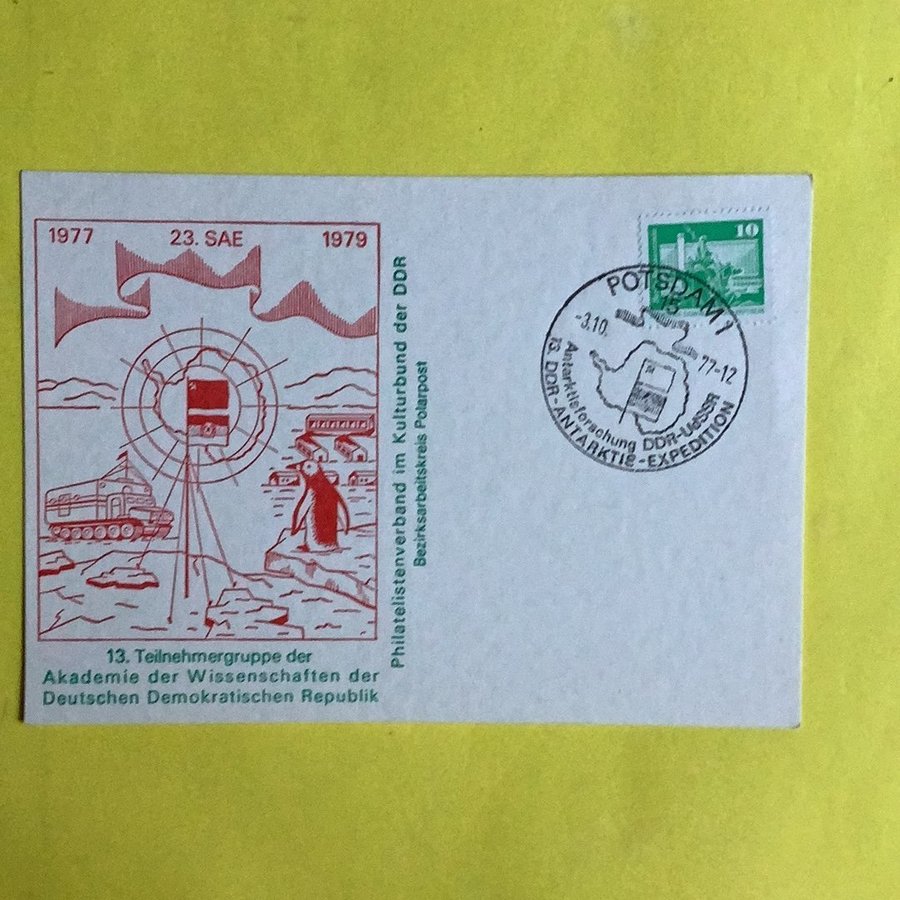 1977 23. SAE 1979
13. Teilnehmergruppe der
Akademie der Wissenschaften der
Deutschen Demokratischen Republik
Philatelistenverband im Kulturbund der DDR
Bezirksarbeitskreis Polarpost
10
POTSDAM 1
15
-3.10. 77-12
Antarktisforschung DDR-UdSSR
13. DDR-ANTARKTIS-EXPEDITION